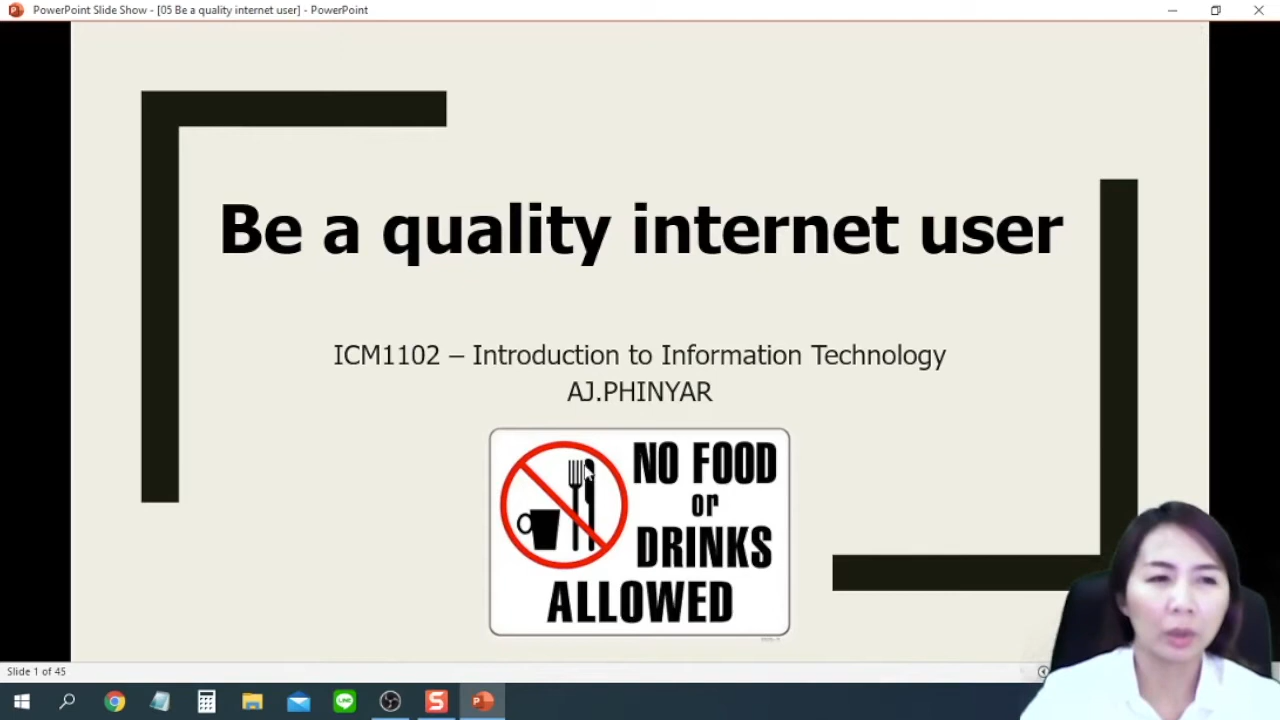 PowerPoint Slide Show - [05 Be a quality internet user] - PowerPoint
Be a quality internet user
ICM1102 – Introduction to Information Technology
AJ.PHINYAR
NO FOOD
or
DRINKS
ALLOWED
Slide 1 of 45